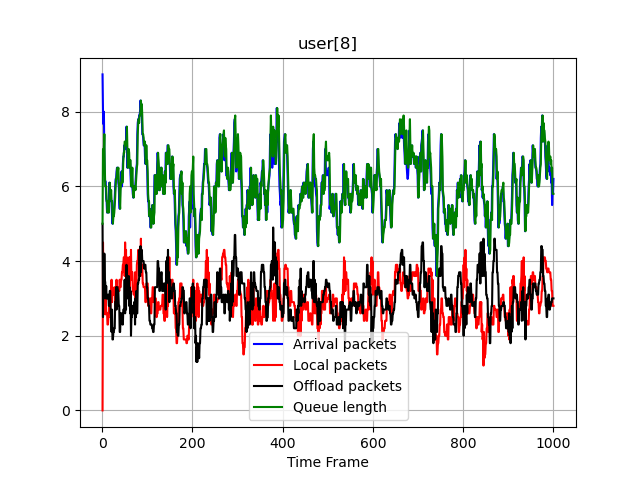 user[8]
8
6
4
2
0
Arrival packets
Local packets
Offload packets
Queue length
0 200 400 600 800 1000
Time Frame